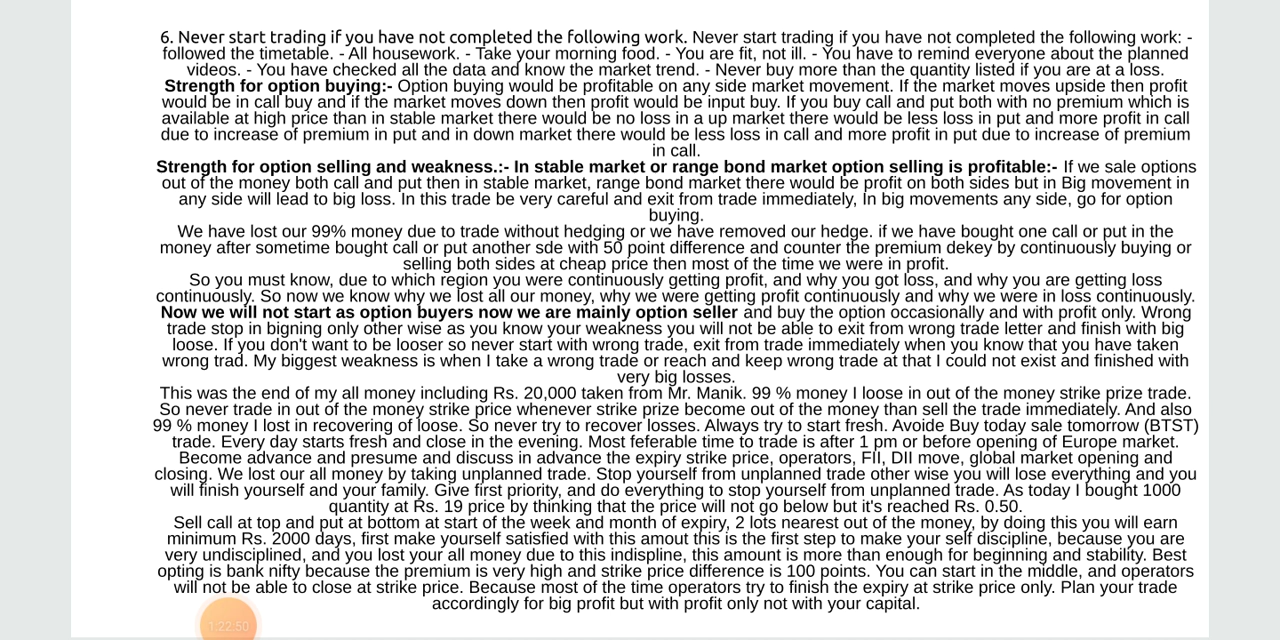 6. Never start trading if you have not completed the following work. Never start trading if you have not completed the following work: -
followed the timetable. - All housework. - Take your morning food. - You are fit, not ill. - You have to remind everyone about the planned
videos. - You have checked all the data and know the market trend. - Never buy more than the quantity listed if you are at a loss.
Strength for option buying:- Option buying would be profitable on any side market movement. If the market moves upside then profit
would be in call buy and if the market moves down then profit would be input buy. If you buy call and put both with no premium which is
available at high price than in stable market there would be no loss in a up market there would be less loss in put and more profit in call
due to increase of premium in put and in down market there would be less loss in call and more profit in put due to increase of premium
in call.
Strength for option selling and weakness.:- In stable market or range bond market option selling is profitable:- If we sale options
out of the money both call and put then in stable market, range bond market there would be profit on both sides but in Big movement in
any side will lead to big loss. In this trade be very careful and exit from trade immediately, In big movements any side, go for option
buying.
We have lost our 99% money due to trade without hedging or we have removed our hedge. if we have bought one call or put in the
money after sometime bought call or put another sde with 50 point difference and counter the premium dekey by continuously buying or
selling both sides at cheap price then most of the time we were in profit.
So you must know, due to which region you were continuously getting profit, and why you got loss, and why you are getting loss
continuously. So now we know why we lost all our money, why we were getting profit continuously and why we were in loss continuously.
Now we will not start as option buyers now we are mainly option seller and buy the option occasionally and with profit only. Wrong
trade stop in bigning only other wise as you know your weakness you will not be able to exit from wrong trade letter and finish with big
loose. If you don't want to be looser so never start with wrong trade, exit from trade immediately when you know that you have taken
wrong trad. My biggest weakness is when I take a wrong trade or reach and keep wrong trade at that I could not exist and finished with
very big losses.
This was the end of my all money including Rs. 20,000 taken from Mr. Manik. 99 % money I loose in out of the money strike prize trade.
So never trade in out of the money strike price whenever strike prize become out of the money than sell the trade immediately. And also
99 % money I lost in recovering of loose. So never try to recover losses. Always try to start fresh. Avoide Buy today sale tomorrow (BTST)
trade. Every day starts fresh and close in the evening. Most feferable time to trade is after 1 pm or before opening of Europe market.
Become advance and presume and discuss in advance the expiry strike price, operators, FII, DII move, global market opening and
closing. We lost our all money by taking unplanned trade. Stop yourself from unplanned trade other wise you will lose everything and you
will finish yourself and your family. Give first priority, and do everything to stop yourself from unplanned trade. As today I bought 1000
quantity at Rs. 19 price by thinking that the price will not go below but it's reached Rs. 0.50.
Sell call at top and put at bottom at start of the week and month of expiry, 2 lots nearest out of the money, by doing this you will earn
minimum Rs. 2000 days, first make yourself satisfied with this amout this is the first step to make your self discipline, because you are
very undisciplined, and you lost your all money due to this indispline, this amount is more than enough for beginning and stability. Best
opting is bank nifty because the premium is very high and strike price difference is 100 points. You can start in the middle, and operators
will not be able to close at strike price. Because most of the time operators try to finish the expiry at strike price only. Plan your trade
accordingly for big profit but with profit only not with your capital.
1:22:50